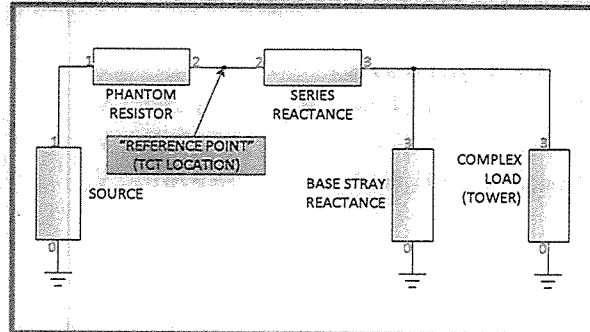 1 2 2 3
PHANTOM
RESISTOR
SERIES
REACTANCE
"REFERENCE POINT"
(TCT LOCATION)
1
SOURCE
0
3
BASE STRAY
REACTANCE
0
3
COMPLEX
LOAD
(TOWER)
0